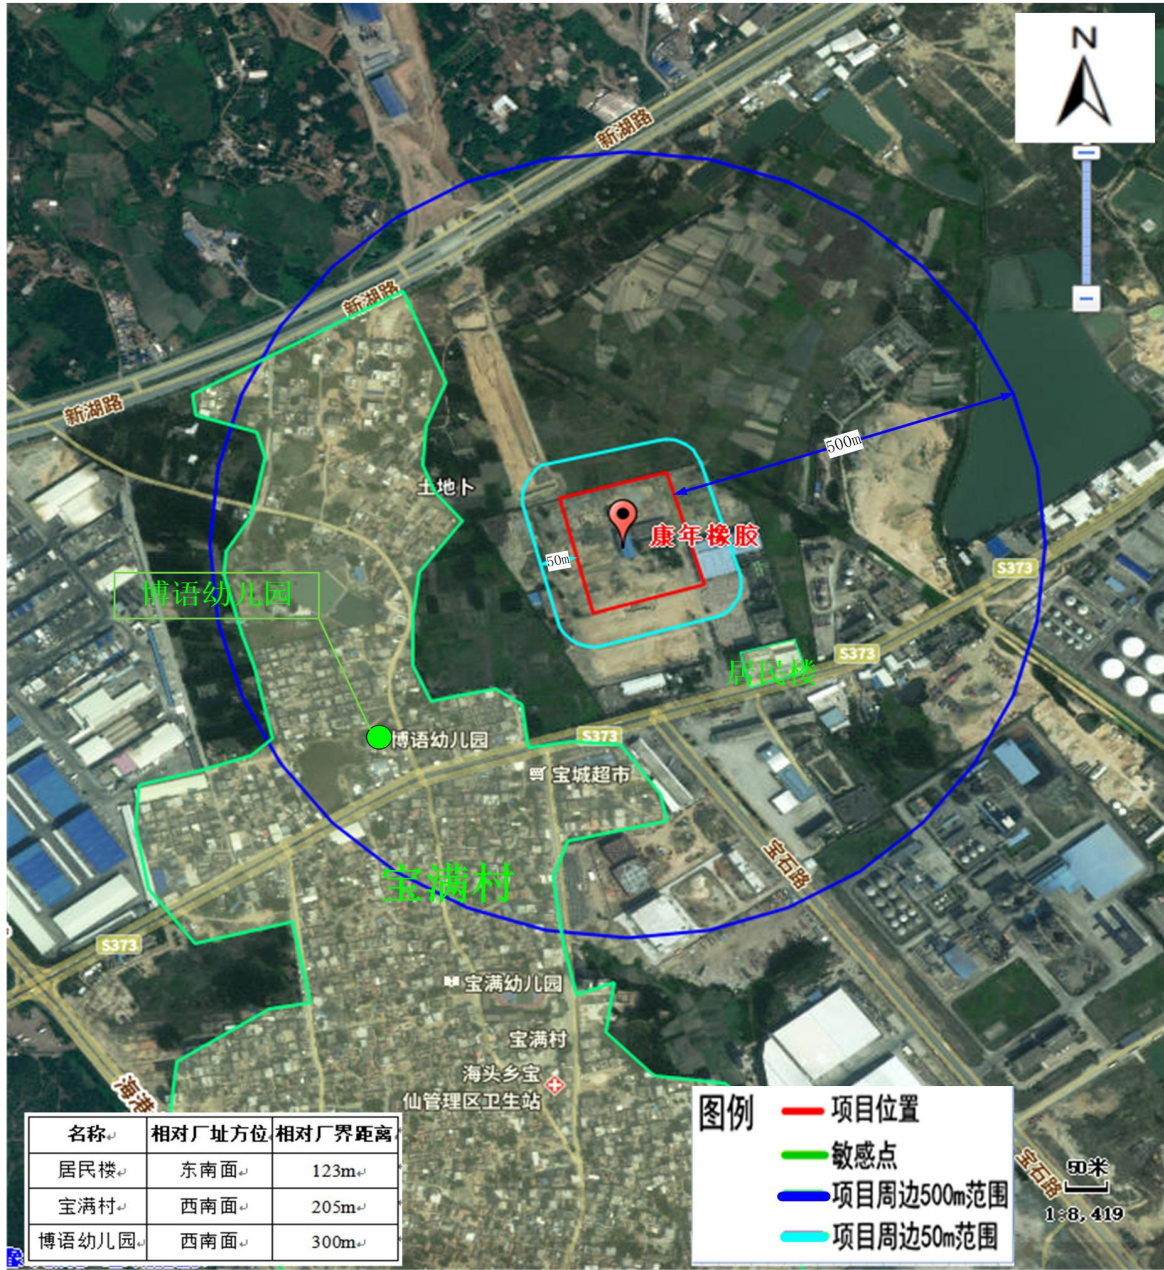 N
新湖路
新湖路
新湖路
500m
土地卜
康年橡胶
50m
S373
博语幼儿园
S373
居民楼
博语幼儿园
S373
宝城超市
宝石路
宝满村
S373
宝满幼儿园
宝满村
海头乡宝
仙管理区卫生站
海港
名称 相对厂址方位 相对厂界距离
居民楼 东南面 123m
宝满村 西南面 205m
博语幼儿园 西南面 300m
图例
项目位置
敏感点
项目周边500m范围
项目周边50m范围
宝石路
50米
1:8,419